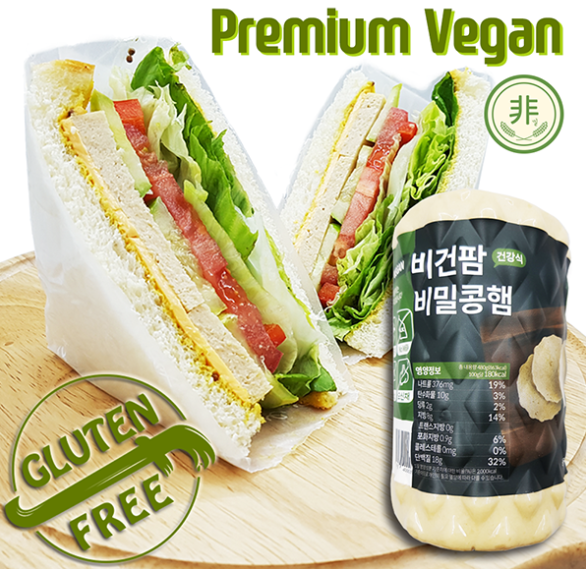 Premium Vegan
非
비건팜
건강식
비밀콩햄
영양정보
180kcal
나트륨 376mg 19%
탄수화물 10g 3%
당류 2g 2%
지방 8g 14%
트랜스지방 0g
포화지방 0.9g 6%
콜레스테롤 0mg 0%
단백질 18g 32%
GLUTEN
FREE